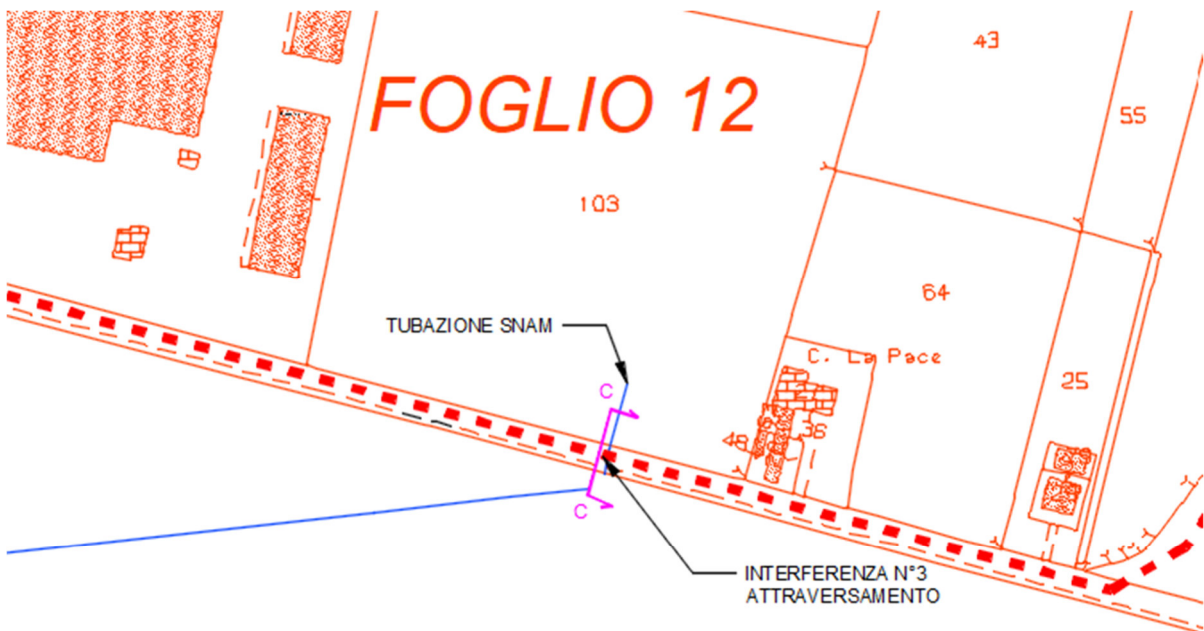 43
FOGLIO 12
55
103
64
TUBAZIONE SNAM
C. La Pace
25
C
36
48
C
INTERFERENZA N°3
ATTRAVERSAMENTO